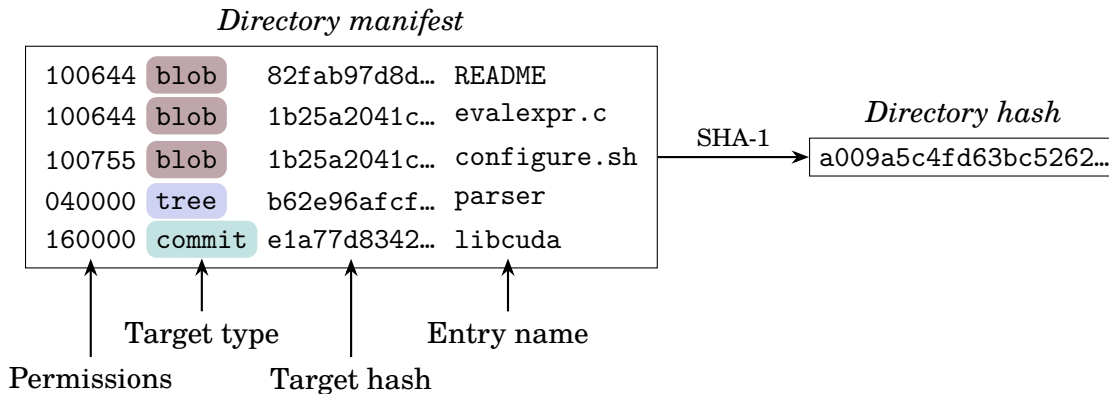 Directory manifest
100644 blob 82fab97d8d… README
100644 blob 1b25a2041c… evalexpr.c
100755 blob 1b25a2041c… configure.sh
040000 tree b62e96afcf… parser
160000 commit e1a77d8342… libcuda
SHA-1
Directory hash
a009a5c4fd63bc5262…
Target type
Entry name
Permissions
Target hash